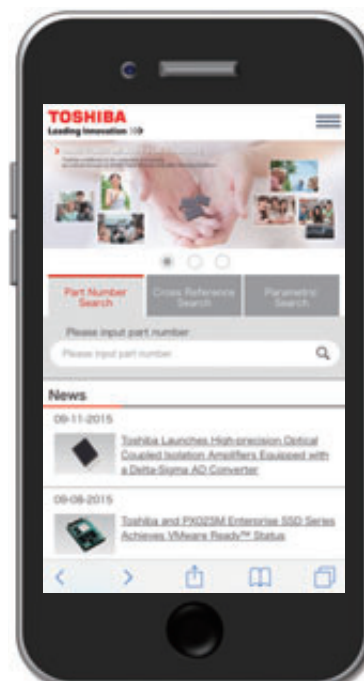 TOSHIBA
Leading Innovation >>>
Part Number
Search
Cross Reference
Search
Parametric
Search
Please input part number
Please input part number
News
09-11-2015
Toshiba Launches High-precision Optical
Coupled Isolation Amplifiers Equipped with
a Delta-Sigma AD Converter
09-08-2015
Toshiba and PX02SM Enterprise SSD Series
Achieves VMware Ready™ Status